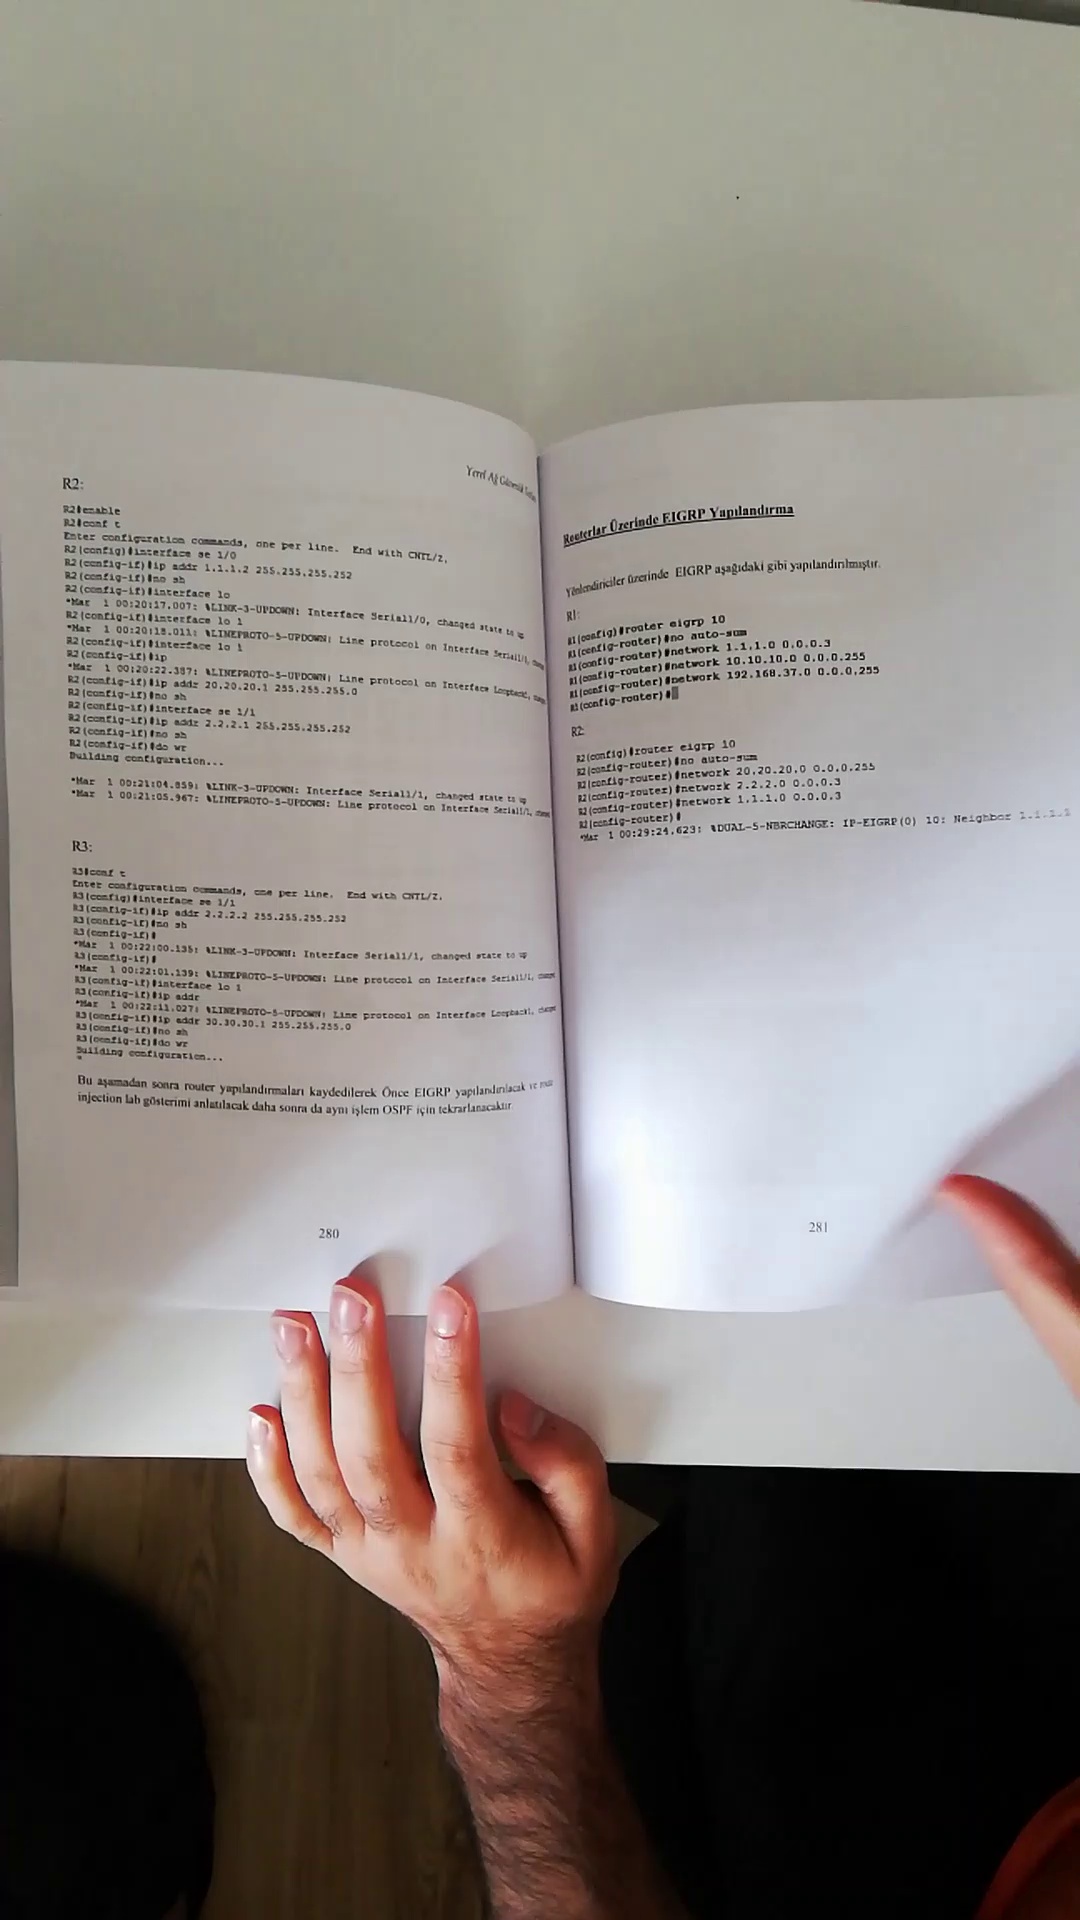 Yerel Ağ Güvenlik
R2:
R2#enable
R2#conf t
Enter configuration commands, one per line.  End with CNTL/Z.
R2(config)#interface se 1/0
R2(config-if)#ip addr 1.1.1.2 255.255.255.252
R2(config-if)#no sh
R2(config-if)#interface lo
*Mar  1 00:20:17.007: %LINK-3-UPDOWN: Interface Serial1/0, changed state to up
R2(config-if)#interface lo 1
*Mar  1 00:20:18.011: %LINEPROTO-5-UPDOWN: Line protocol on Interface Serial1/
R2(config-if)#interface lo 1
R2(config-if)#ip
*Mar  1 00:20:22.387: %LINEPROTO-5-UPDOWN: Line protocol on Interface Loopback1,
R2(config-if)#ip addr 20.20.20.1 255.255.255.0
R2(config-if)#no sh
R2(config-if)#interface se 1/1
R2(config-if)#ip addr 2.2.2.1 255.255.255.252
R2(config-if)#no sh
R2(config-if)#do wr
Building configuration...
*Mar  1 00:21:04.859: %LINK-3-UPDOWN: Interface Serial1/1, changed state to up
*Mar  1 00:21:05.967: %LINEPROTO-5-UPDOWN: Line protocol on Interface Serial1/1,
R3:
R3#conf t
Enter configuration commands, one per line.  End with CNTL/Z.
R3(config)#interface se 1/1
R3(config-if)#ip addr 2.2.2.2 255.255.255.252
R3(config-if)#no sh
R3(config-if)#
*Mar  1 00:22:00.135: %LINK-3-UPDOWN: Interface Serial1/1, changed state to up
R3(config-if)#
*Mar  1 00:22:01.139: %LINEPROTO-5-UPDOWN: Line protocol on Interface Serial1/1,
R3(config-if)#interface lo 1
R3(config-if)#ip addr
*Mar  1 00:22:11.027: %LINEPROTO-5-UPDOWN: Line protocol on Interface Loopback1,
R3(config-if)#ip addr 30.30.30.1 255.255.255.0
R3(config-if)#no sh
R3(config-if)#do wr
Building configuration...
Bu aşamadan sonra router yapılandırmaları kaydedilerek Önce EIGRP yapılandırılacak ve route
injection lab gösterimi anlatılacak daha sonra da aynı işlem OSPF için tekrarlanacaktır.
280
Routerlar Üzerinde EIGRP Yapılandırma
Yönlendiriciler üzerinde EIGRP aşağıdaki gibi yapılandırılmıştır.
R1:
R1(config)#router eigrp 10
R1(config-router)#no auto-sum
R1(config-router)#network 1.1.1.0 0.0.0.3
R1(config-router)#network 10.10.10.0 0.0.0.255
R1(config-router)#network 192.168.37.0 0.0.0.255
R1(config-router)#
R2:
R2(config)#router eigrp 10
R2(config-router)#no auto-sum
R2(config-router)#network 20.20.20.0 0.0.0.255
R2(config-router)#network 2.2.2.0 0.0.0.3
R2(config-router)#network 1.1.1.0 0.0.0.3
R2(config-router)#
*Mar  1 00:29:24.623: %DUAL-5-NBRCHANGE: IP-EIGRP(0) 10: Neighbor 1.1.1.1
281